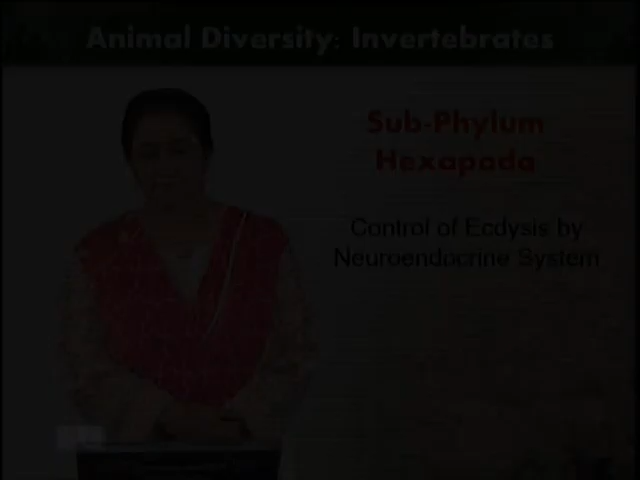 Animal Diversity: Invertebrates
Sub-Phylum
Hexapoda
Control of Ecdysis by
Neuroendocrine System